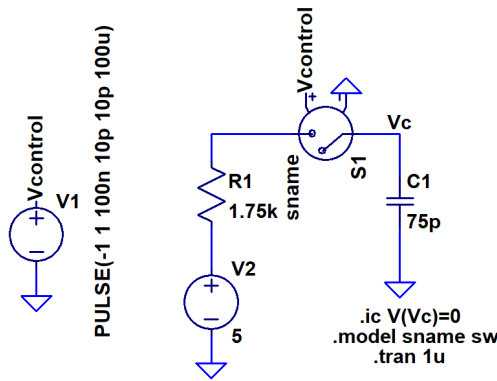 Vcontrol
V1
+
−
PULSE(-1 1 100n 10p 10p 100u)
R1
1.75k
V2
+
−
5
sname
Vcontrol
+
-
S1
Vc
C1
75p
.ic V(Vc)=0
.model sname sw
.tran 1u